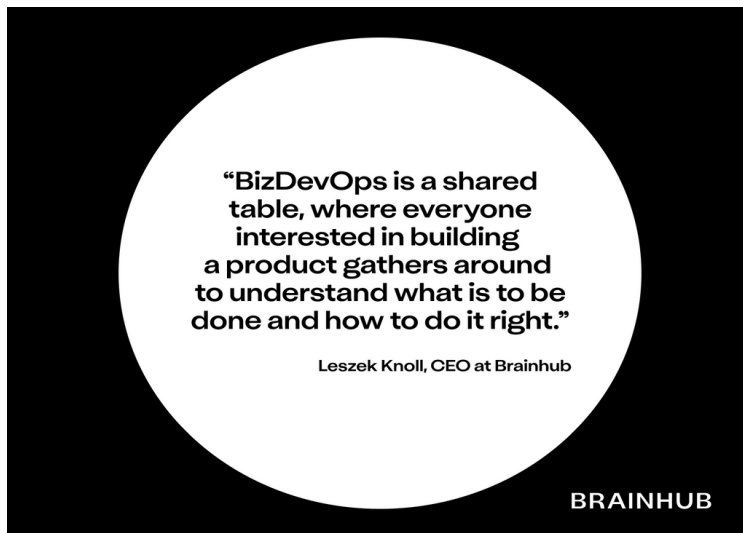 “BizDevOps is a shared
table, where everyone
interested in building
a product gathers around
to understand what is to be
done and how to do it right.”
Leszek Knoll, CEO at Brainhub
BRAINHUB